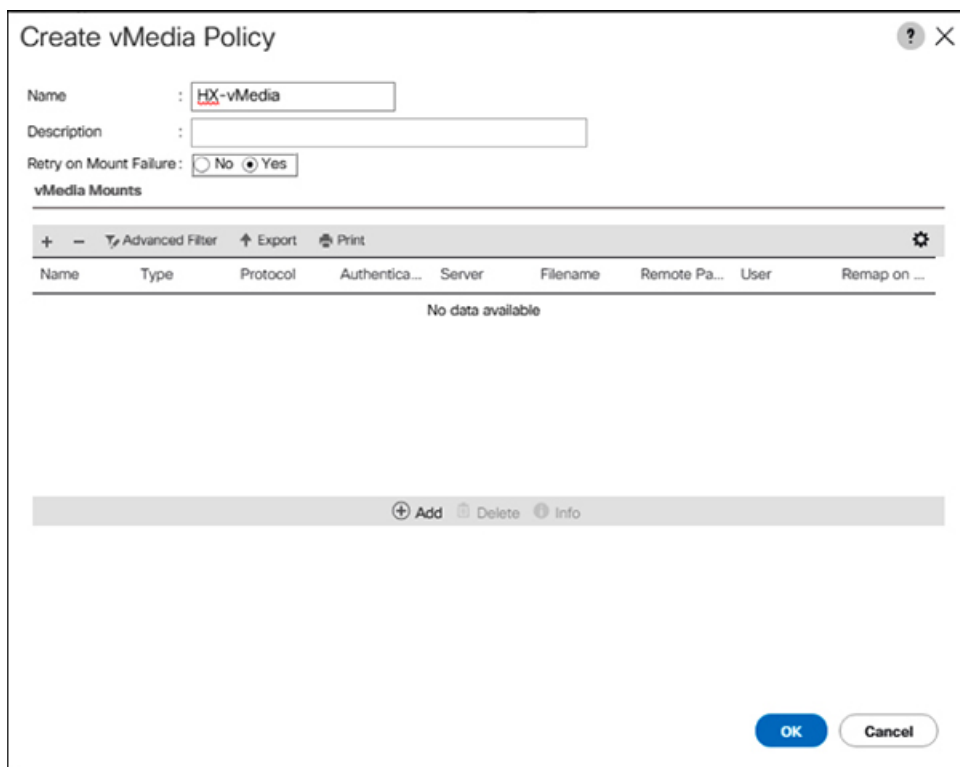 Create vMedia Policy ? ×
Name : HX-vMedia
Description :
Retry on Mount Failure : No Yes
vMedia Mounts
+ − Advanced Filter Export Print
Name Type Protocol Authentica... Server Filename Remote Pa... User Remap on ...
No data available
Add Delete Info
OK Cancel